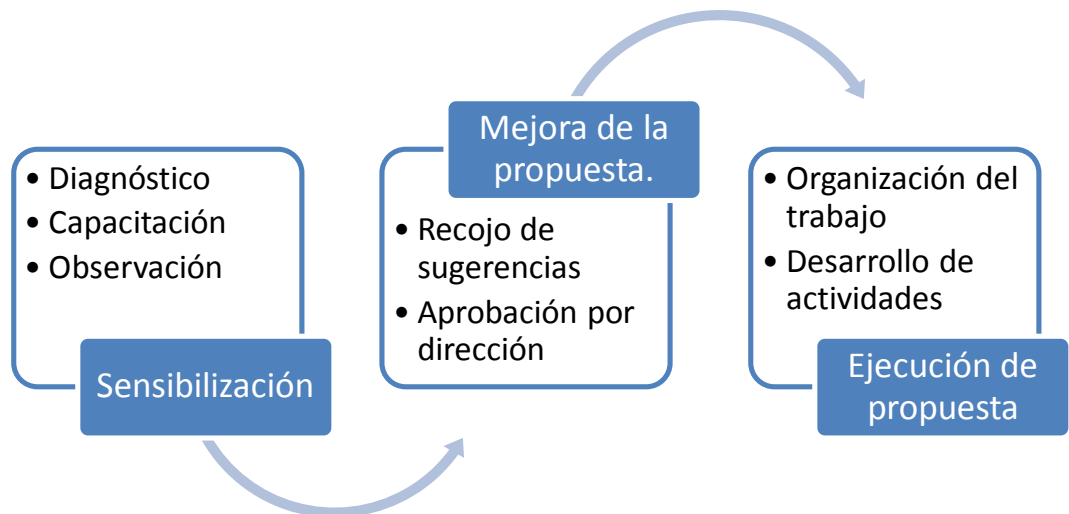 • Diagnóstico
• Capacitación
• Observación
Sensibilización
Mejora de la
propuesta.
• Recojo de
sugerencias
• Aprobación por
dirección
• Organización del
trabajo
• Desarrollo de
actividades
Ejecución de
propuesta